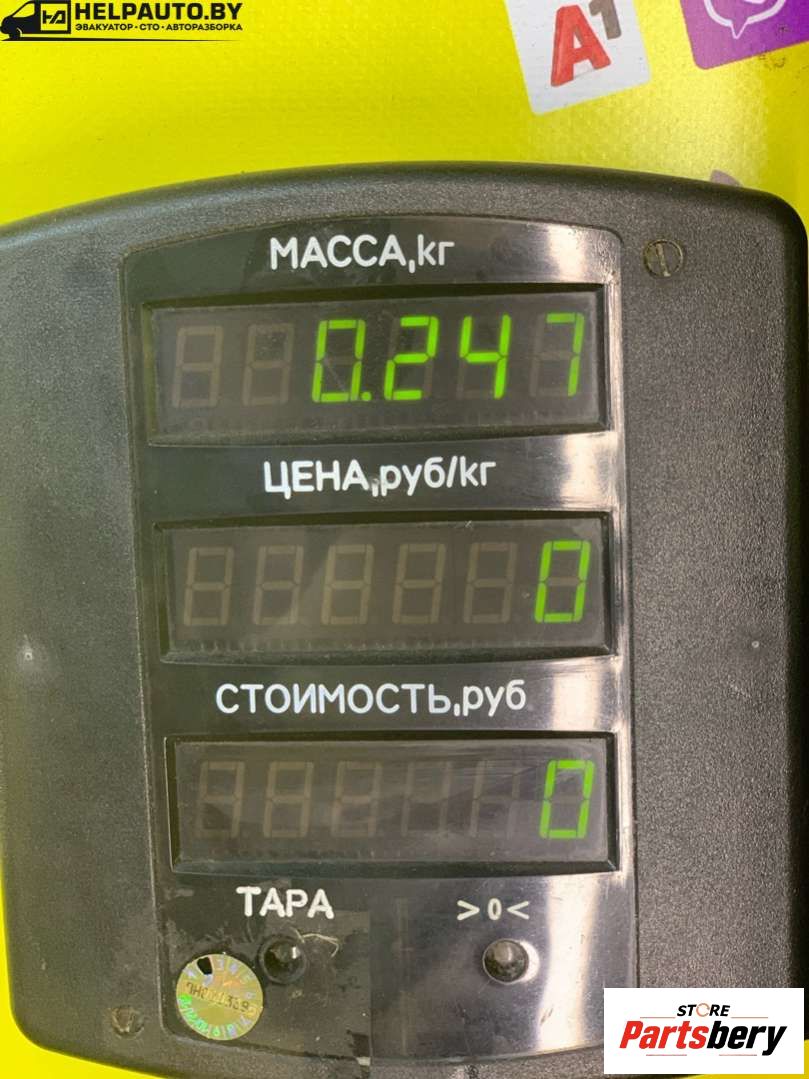 HELPAUTO.BY
ЭВАКУАТОР • СТО • АВТОРАЗБОРКА
A1
МАССА,кг
0.247
ЦЕНА,руб/кг
0
СТОИМОСТЬ,руб
0
ТАРА
>0<
STORE
Partsbery